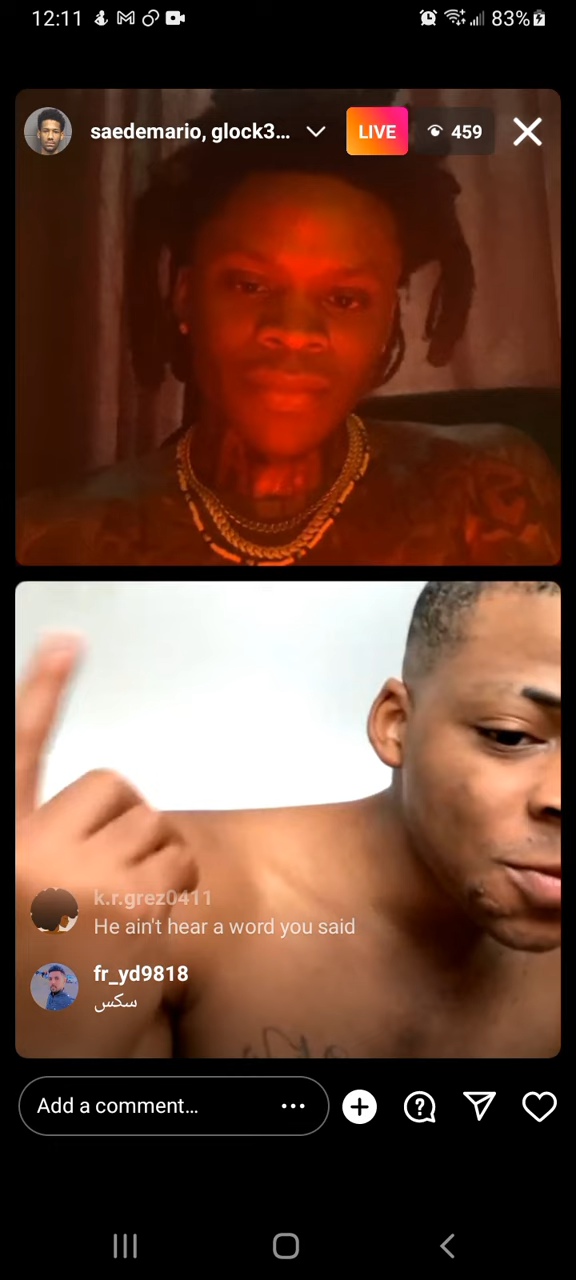 12:11
83%
saedemario, glock3...
LIVE
459
k.r.grez0411
He ain't hear a word you said
fr_yd9818
سكس
Add a comment...